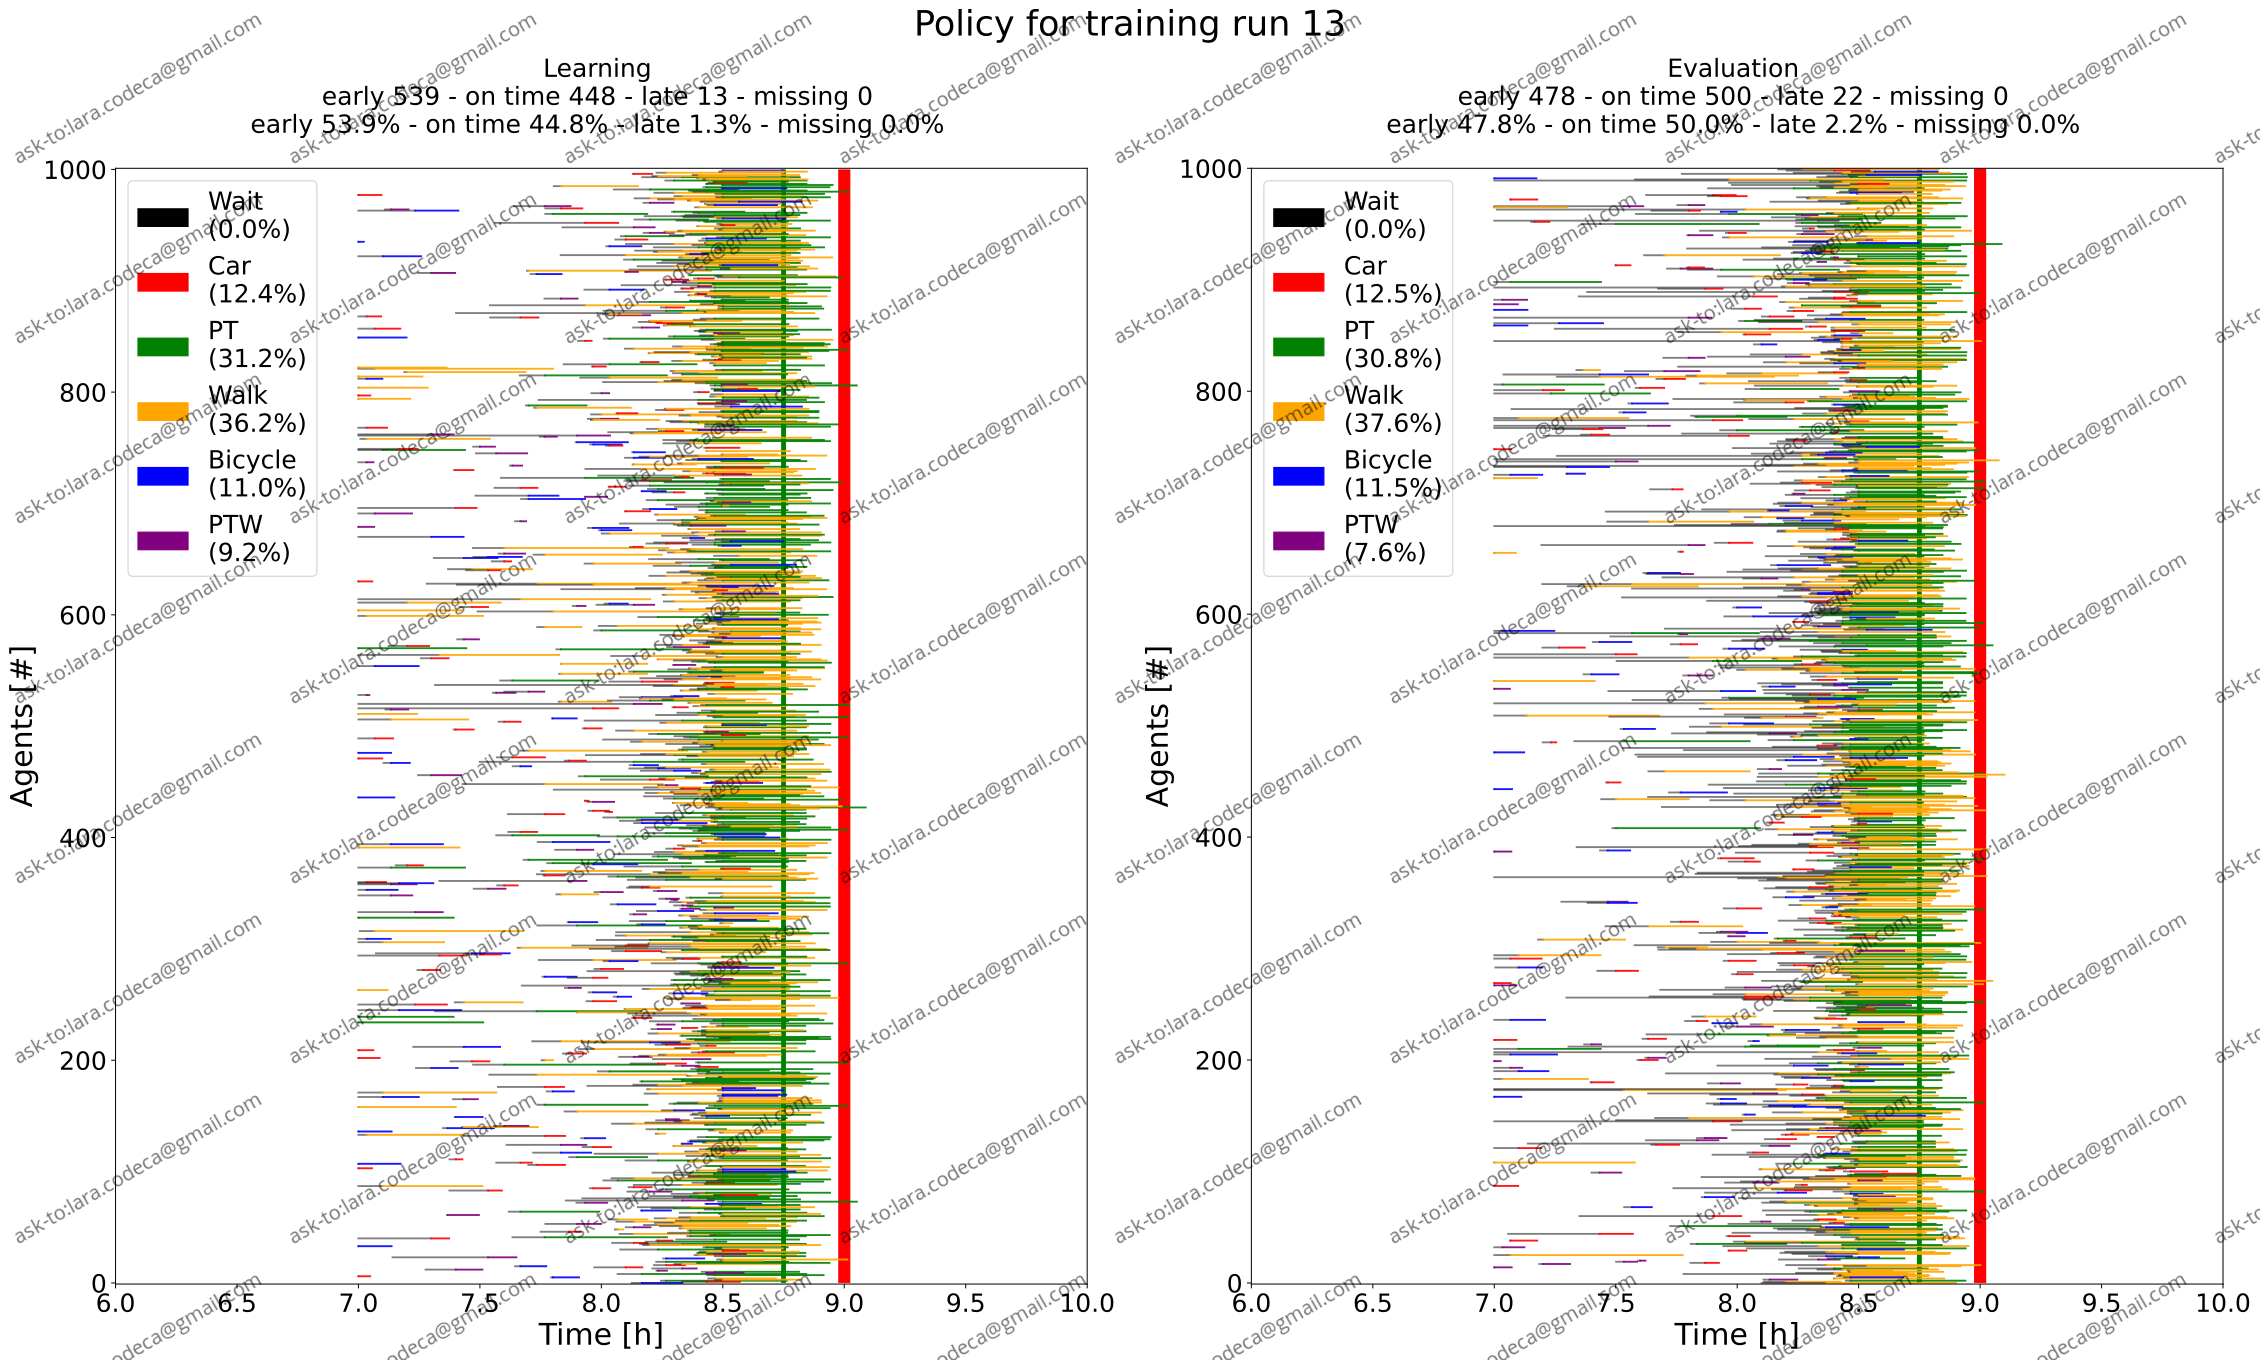 Policy for training run 13
Learning
early 539 - on time 448 - late 13 - missing 0
early 53.9% - on time 44.8% - late 1.3% - missing 0.0%
1000
800
600
400
200
0
Agents [#]
Wait
(0.0%)
Car
(12.4%)
PT
(31.2%)
Walk
(36.2%)
Bicycle
(11.0%)
PTW
(9.2%)
6.0 6.5 7.0 7.5 8.0 8.5 9.0 9.5 10.0
Time [h]
Evaluation
early 478 - on time 500 - late 22 - missing 0
early 47.8% - on time 50.0% - late 2.2% - missing 0.0%
1000
800
600
400
200
0
Agents [#]
Wait
(0.0%)
Car
(12.5%)
PT
(30.8%)
Walk
(37.6%)
Bicycle
(11.5%)
PTW
(7.6%)
6.0 6.5 7.0 7.5 8.0 8.5 9.0 9.5 10.0
Time [h]
ask-to:lara.codeca@gmail.com